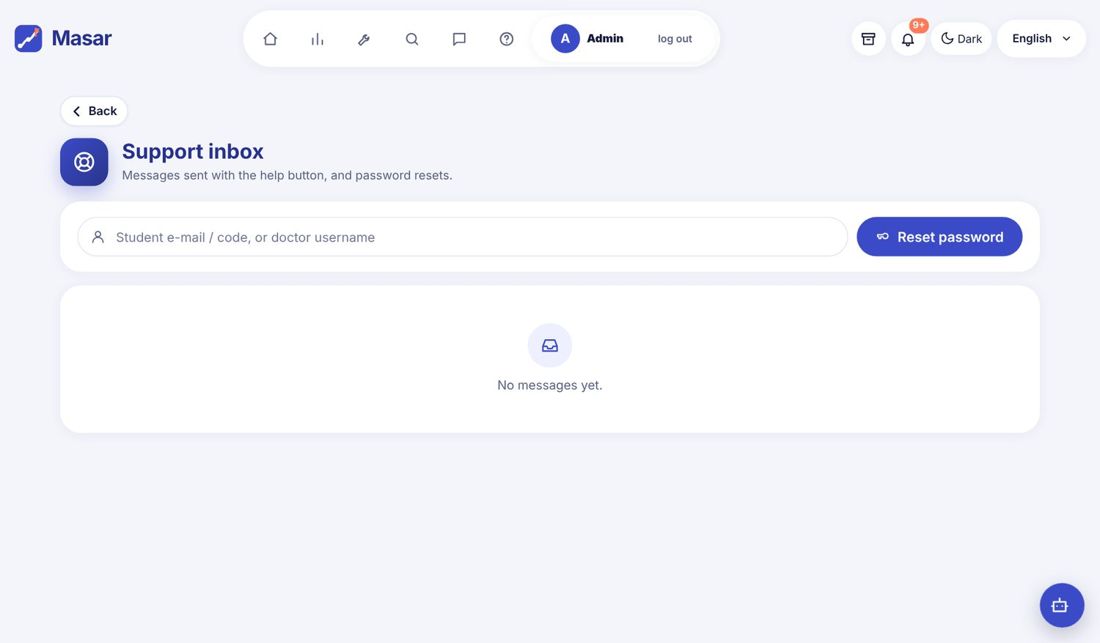 Masar
A Admin log out
9+
Dark
English
Back
Support inbox
Messages sent with the help button, and password resets.
Student e-mail / code, or doctor username
Reset password
No messages yet.